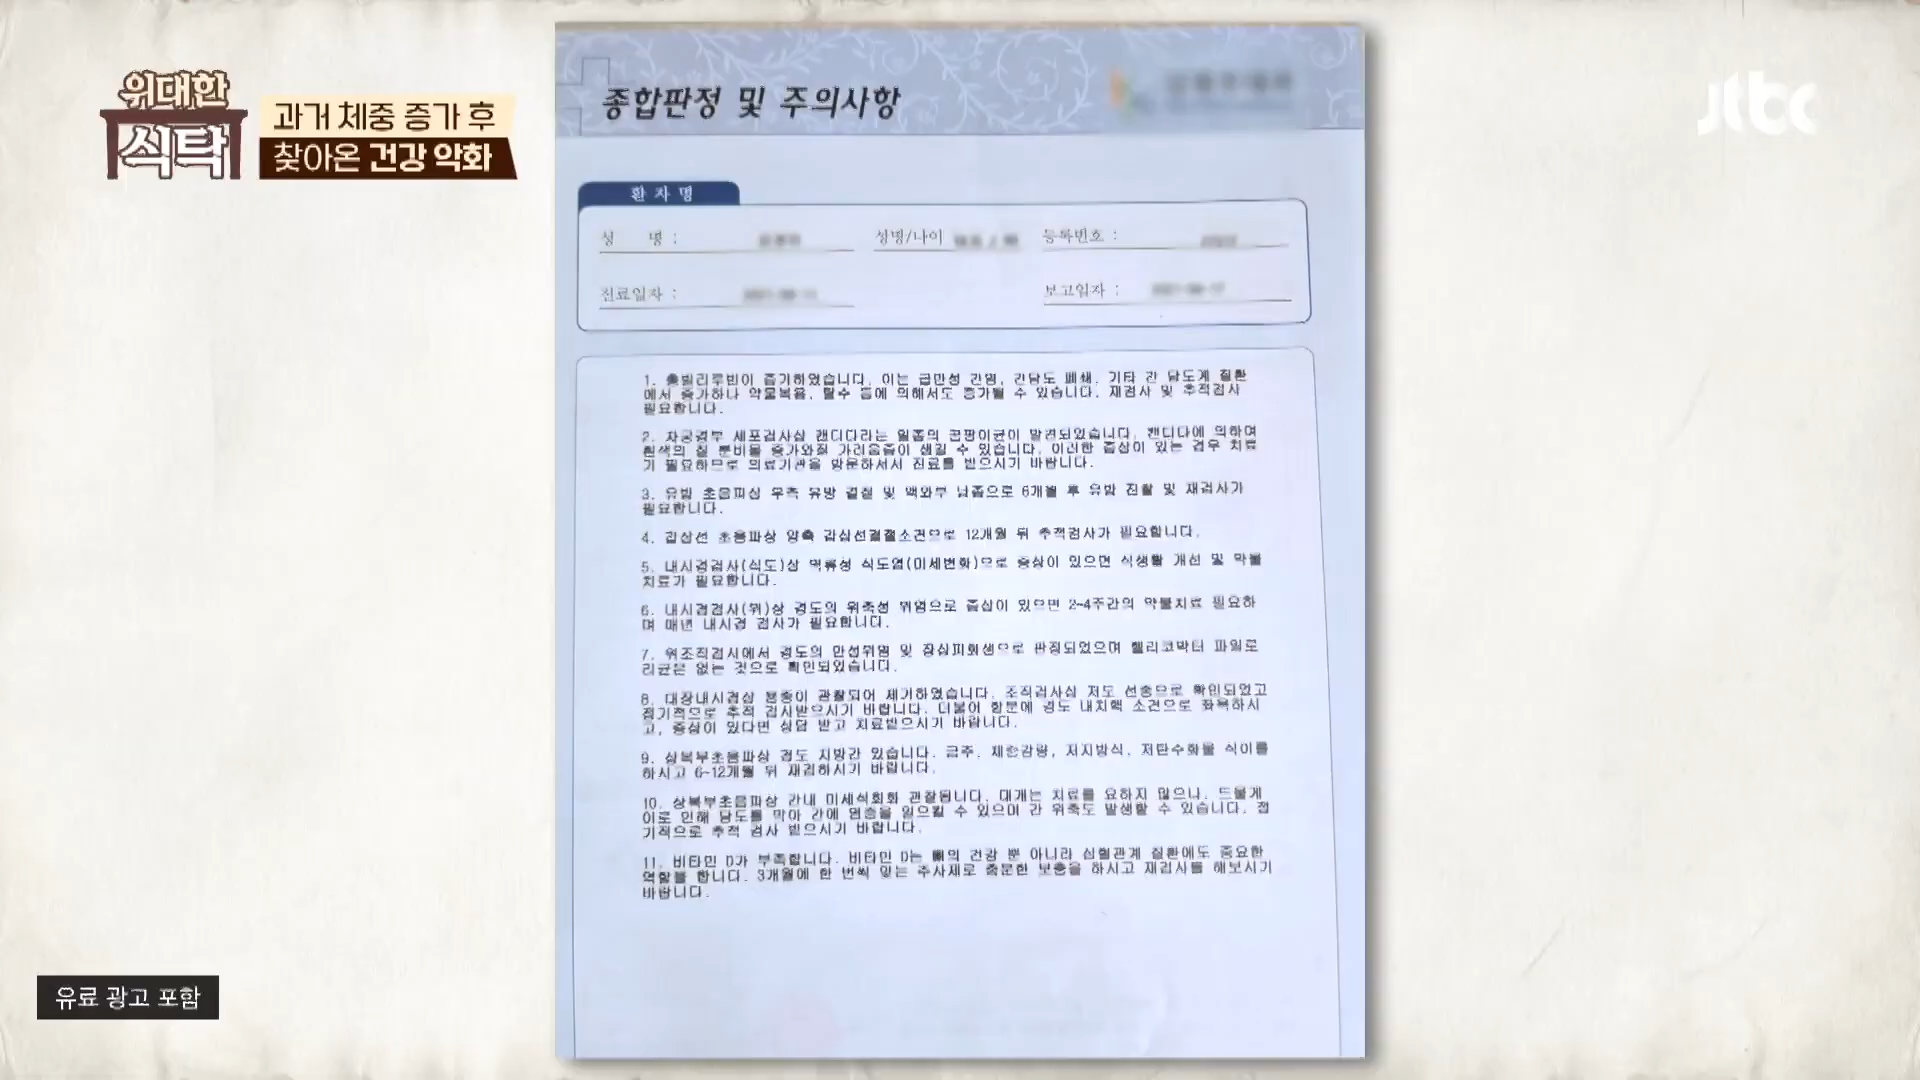 위대한
식탁
과거 체중 증가 후
찾아온 건강 악화
jtbc
종합판정 및 주의사항
환 자 명
성 명 :
성명/나이
등록번호 :
진료일자 :
보고일자 :
1. 총빌리루빈이 증가하였습니다. 이는 급만성 간염, 간담도 폐쇄, 기타 간 담도계 질환
에서 증가하나 약물복용, 탈수 등에 의해서도 증가될 수 있습니다. 재검사 및 추적검사
필요합니다.
2. 자궁경부 세포검사상 캔디다라는 일종의 곰팡이균이 발견되었습니다. 캔디다에 의하여
흰색의 질 분비물 증가와질 가려움증이 생길 수 있습니다. 이러한 증상이 있는 경우 치료
가 필요하므로 의료기관을 방문하셔서 진료를 받으시기 바랍니다.
3. 유방 초음파상 우측 유방 결절 및 액와부 남출으로 6개월 후 유방 진찰 및 재검사가
필요합니다.
4. 갑상선 초음파상 양측 갑상선결절소견으로 12개월 뒤 추적검사가 필요합니다.
5. 내시경검사(식도)상 역류성 식도염(미세변화)으로 증상이 있으면 식생활 개선 및 약물
치료가 필요합니다.
6. 내시경검사(위)상 경도의 위축성 위염으로 증상이 있으면 2~4주간의 약물치료 필요하
며 매년 내시경 검사가 필요합니다.
7. 위조직검사에서 경도의 만성위염 및 장상피화생으로 판정되었으며 헬리코박터 파일로
리균은 없는 것으로 확인되었습니다.
8. 대장내시경상 용종이 관찰되어 제거하였습니다. 조직검사상 저도 선종으로 확인되었고
정기적으로 추적 검사받으시기 바랍니다. 더불어 항문에 경도 내치핵 소견으로 좌욕하시
고, 증상이 있다면 상담 받고 치료받으시기 바랍니다.
9. 상복부초음파상 경도 지방간 있습니다. 금주, 체중감량, 저지방식, 저탄수화물 식이를
하시고 6~12개월 뒤 재검하시기 바랍니다.
10. 상복부초음파상 간내 미세석회화 관찰됩니다. 대개는 치료를 요하지 않으나, 드물게
이로 인해 담도를 막아 간에 염증을 일으킬 수 있으며 간 위축도 발생할 수 있습니다. 정
기적으로 추적 검사 받으시기 바랍니다.
11. 비타민 D가 부족합니다. 비타민 D는 뼈의 건강 뿐 아니라 심혈관계 질환에도 중요한
역할을 합니다. 3개월에 한 번씩 맞는 주사제로 충분한 보충을 하시고 재검사를 해보시기
바랍니다.
유료 광고 포함